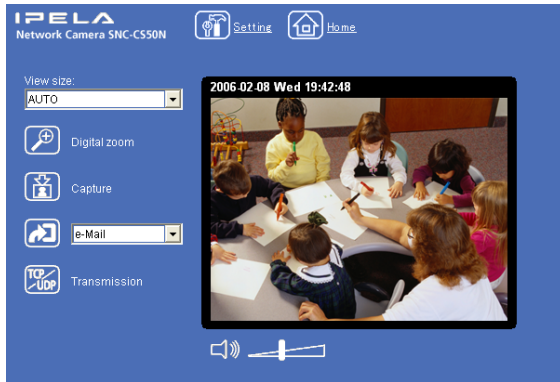 IPELA
Network Camera SNC-CS50N
Setting
Home
View size:
AUTO
2006-02-08 Wed 19:42:48
Digital zoom
Capture
e-Mail
TCP/UDP
Transmission